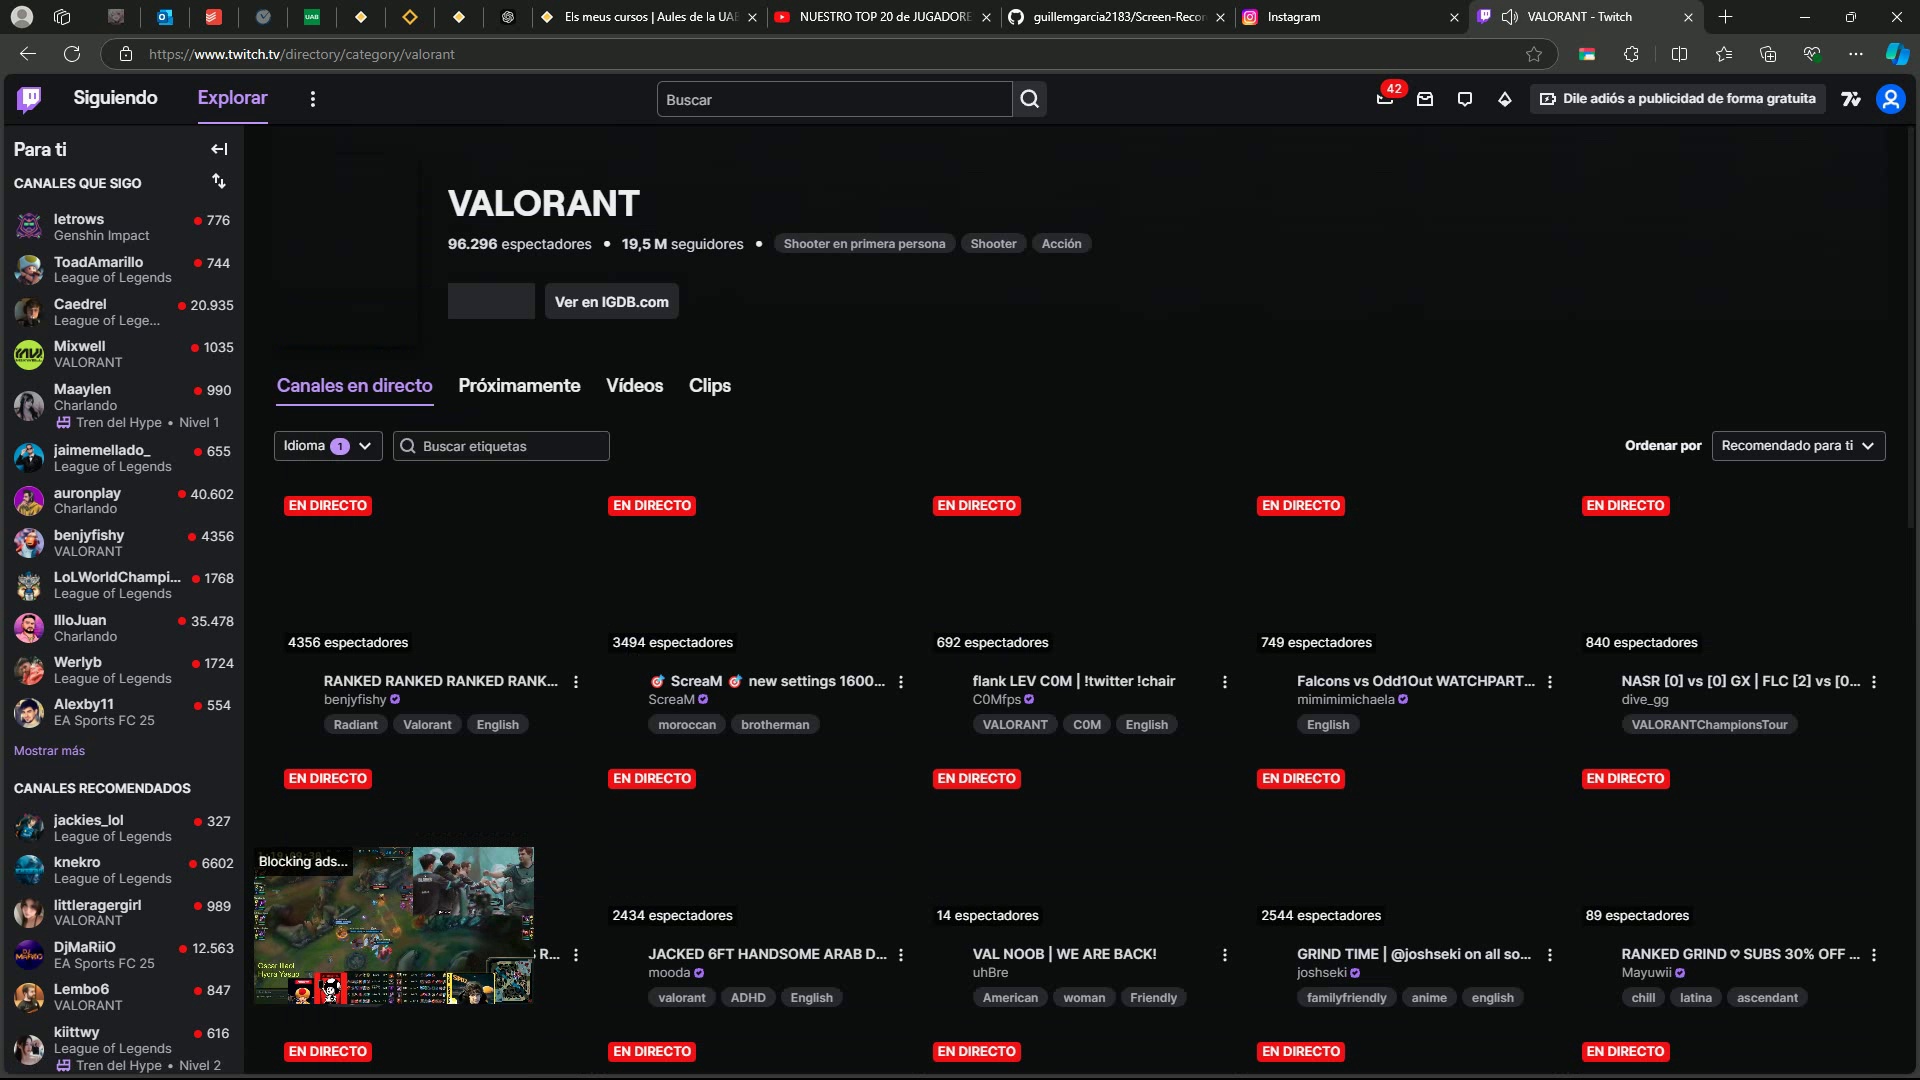 Els meus cursos | Aules de la UAB
NUESTRO TOP 20 de JUGADORE
guillemgarcia2183/Screen-Recor
Instagram
VALORANT - Twitch
https://www.twitch.tv/directory/category/valorant
Siguiendo
Explorar
Buscar
42
Dile adiós a publicidad de forma gratuita
Para ti
CANALES QUE SIGO
letrows
776
Genshin Impact
ToadAmarillo
744
League of Legends
Caedrel
20.935
League of Lege...
Mixwell
1035
VALORANT
Maaylen
990
Charlando
Tren del Hype • Nivel 1
jaimemellado_
655
League of Legends
auronplay
40.602
Charlando
benjyfishy
4356
VALORANT
LoLWorldChampi...
1768
League of Legends
IlloJuan
35.478
Charlando
Werlyb
1724
League of Legends
Alexby11
554
EA Sports FC 25
Mostrar más
CANALES RECOMENDADOS
jackies_lol
327
League of Legends
knekro
6602
League of Legends
littleragergirl
989
VALORANT
DjMaRiiO
12.563
EA Sports FC 25
Lembo6
847
VALORANT
kiittwy
616
League of Legends
Tren del Hype • Nivel 2
VALORANT
96.296 espectadores • 19,5 M seguidores •
Shooter en primera persona
Shooter
Acción
Ver en IGDB.com
Canales en directo
Próximamente
Vídeos
Clips
Idioma 1
Buscar etiquetas
Ordenar por
Recomendado para ti
EN DIRECTO
4356 espectadores
RANKED RANKED RANKED RANK...
benjyfishy
Radiant
Valorant
English
EN DIRECTO
3494 espectadores
ScreaM 🎯 new settings 1600...
ScreaM
moroccan
brotherman
EN DIRECTO
692 espectadores
flank LEV C0M | !twitter !chair
C0Mfps
VALORANT
C0M
English
EN DIRECTO
749 espectadores
Falcons vs Odd1Out WATCHPART...
mimimimichaela
English
EN DIRECTO
840 espectadores
NASR [0] vs [0] GX | FLC [2] vs [0...
dive_gg
VALORANTChampionsTour
EN DIRECTO
Blocking ads...
R...
EN DIRECTO
2434 espectadores
JACKED 6FT HANDSOME ARAB D...
mooda
valorant
ADHD
English
EN DIRECTO
14 espectadores
VAL NOOB | WE ARE BACK!
uhBre
American
woman
Friendly
EN DIRECTO
2544 espectadores
GRIND TIME | @joshseki on all so...
joshseki
familyfriendly
anime
english
EN DIRECTO
89 espectadores
RANKED GRIND ♡ SUBS 30% OFF ...
Mayuwii
chill
latina
ascendant
EN DIRECTO
EN DIRECTO
EN DIRECTO
EN DIRECTO
EN DIRECTO